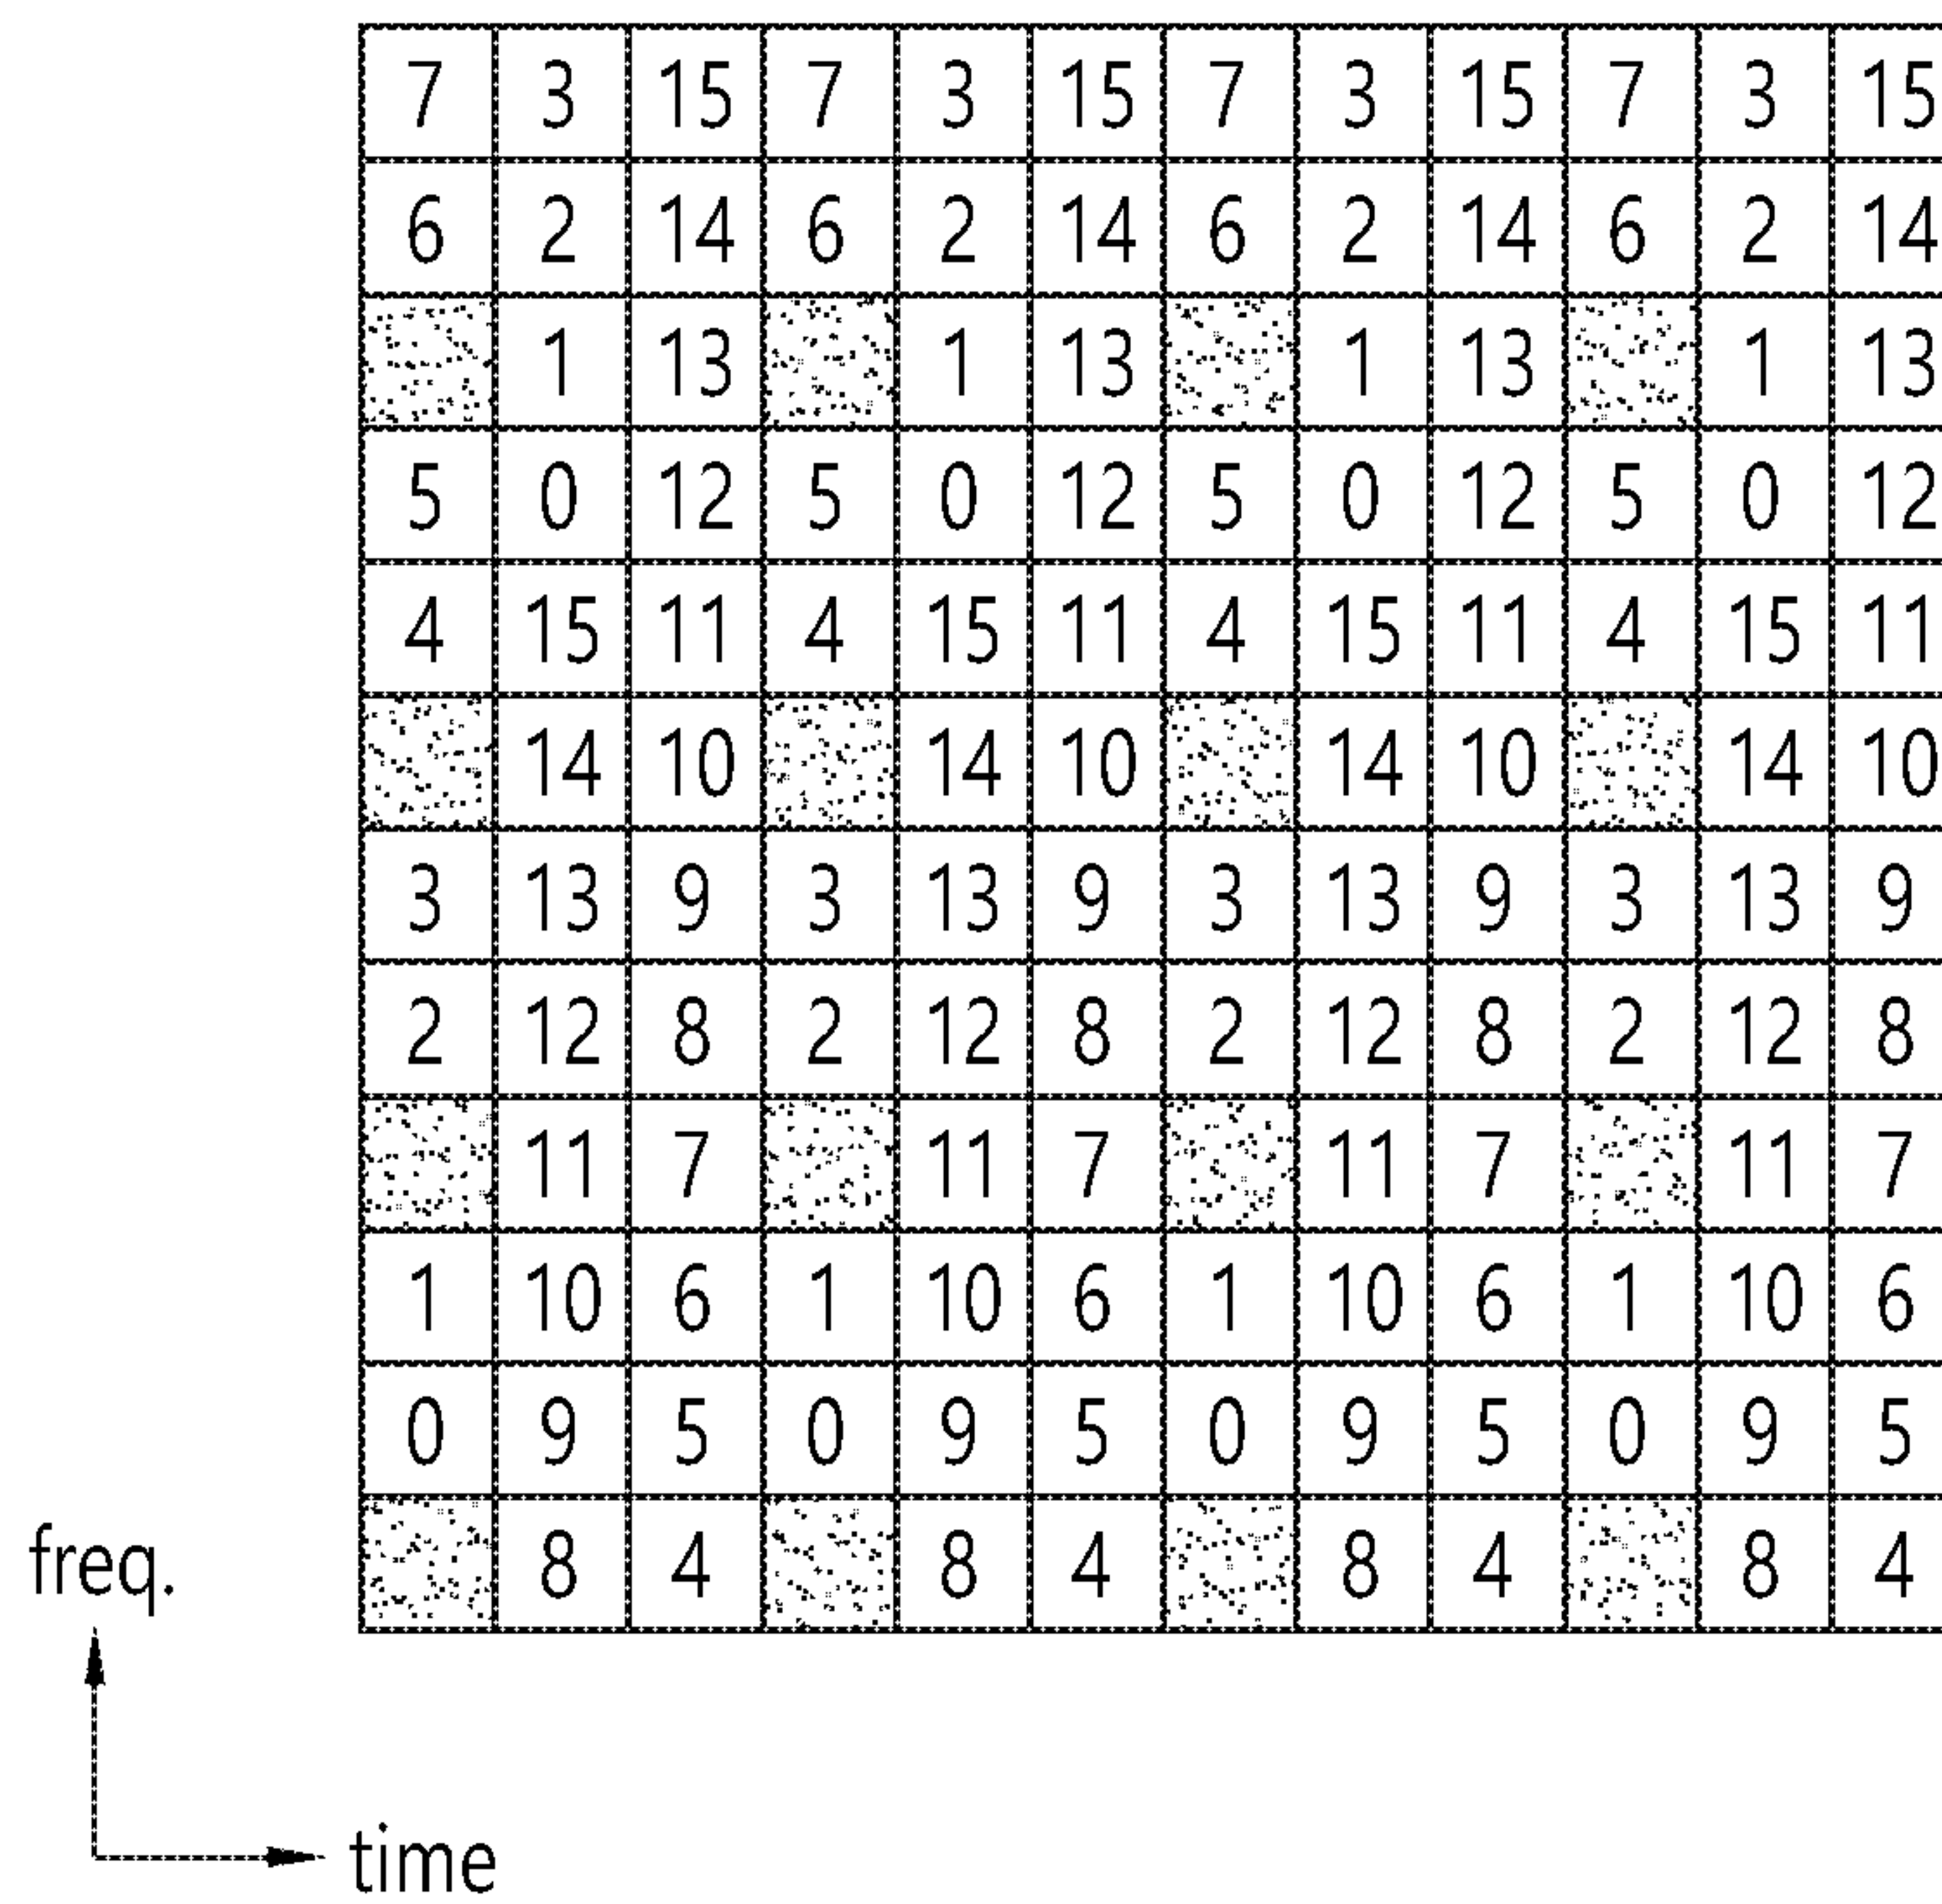 7 3 15 7 3 15 7 3 15 7 3 15
6 2 14 6 2 14 6 2 14 6 2 14
1 13 1 13 1 13 1 13
5 0 12 5 0 12 5 0 12 5 0 12
4 15 11 4 15 11 4 15 11 4 15 11
14 10 14 10 14 10 14 10
3 13 9 3 13 9 3 13 9 3 13 9
2 12 8 2 12 8 2 12 8 2 12 8
11 7 11 7 11 7 11 7
1 10 6 1 10 6 1 10 6 1 10 6
0 9 5 0 9 5 0 9 5 0 9 5
8 4 8 4 8 4 8 4
freq.
time